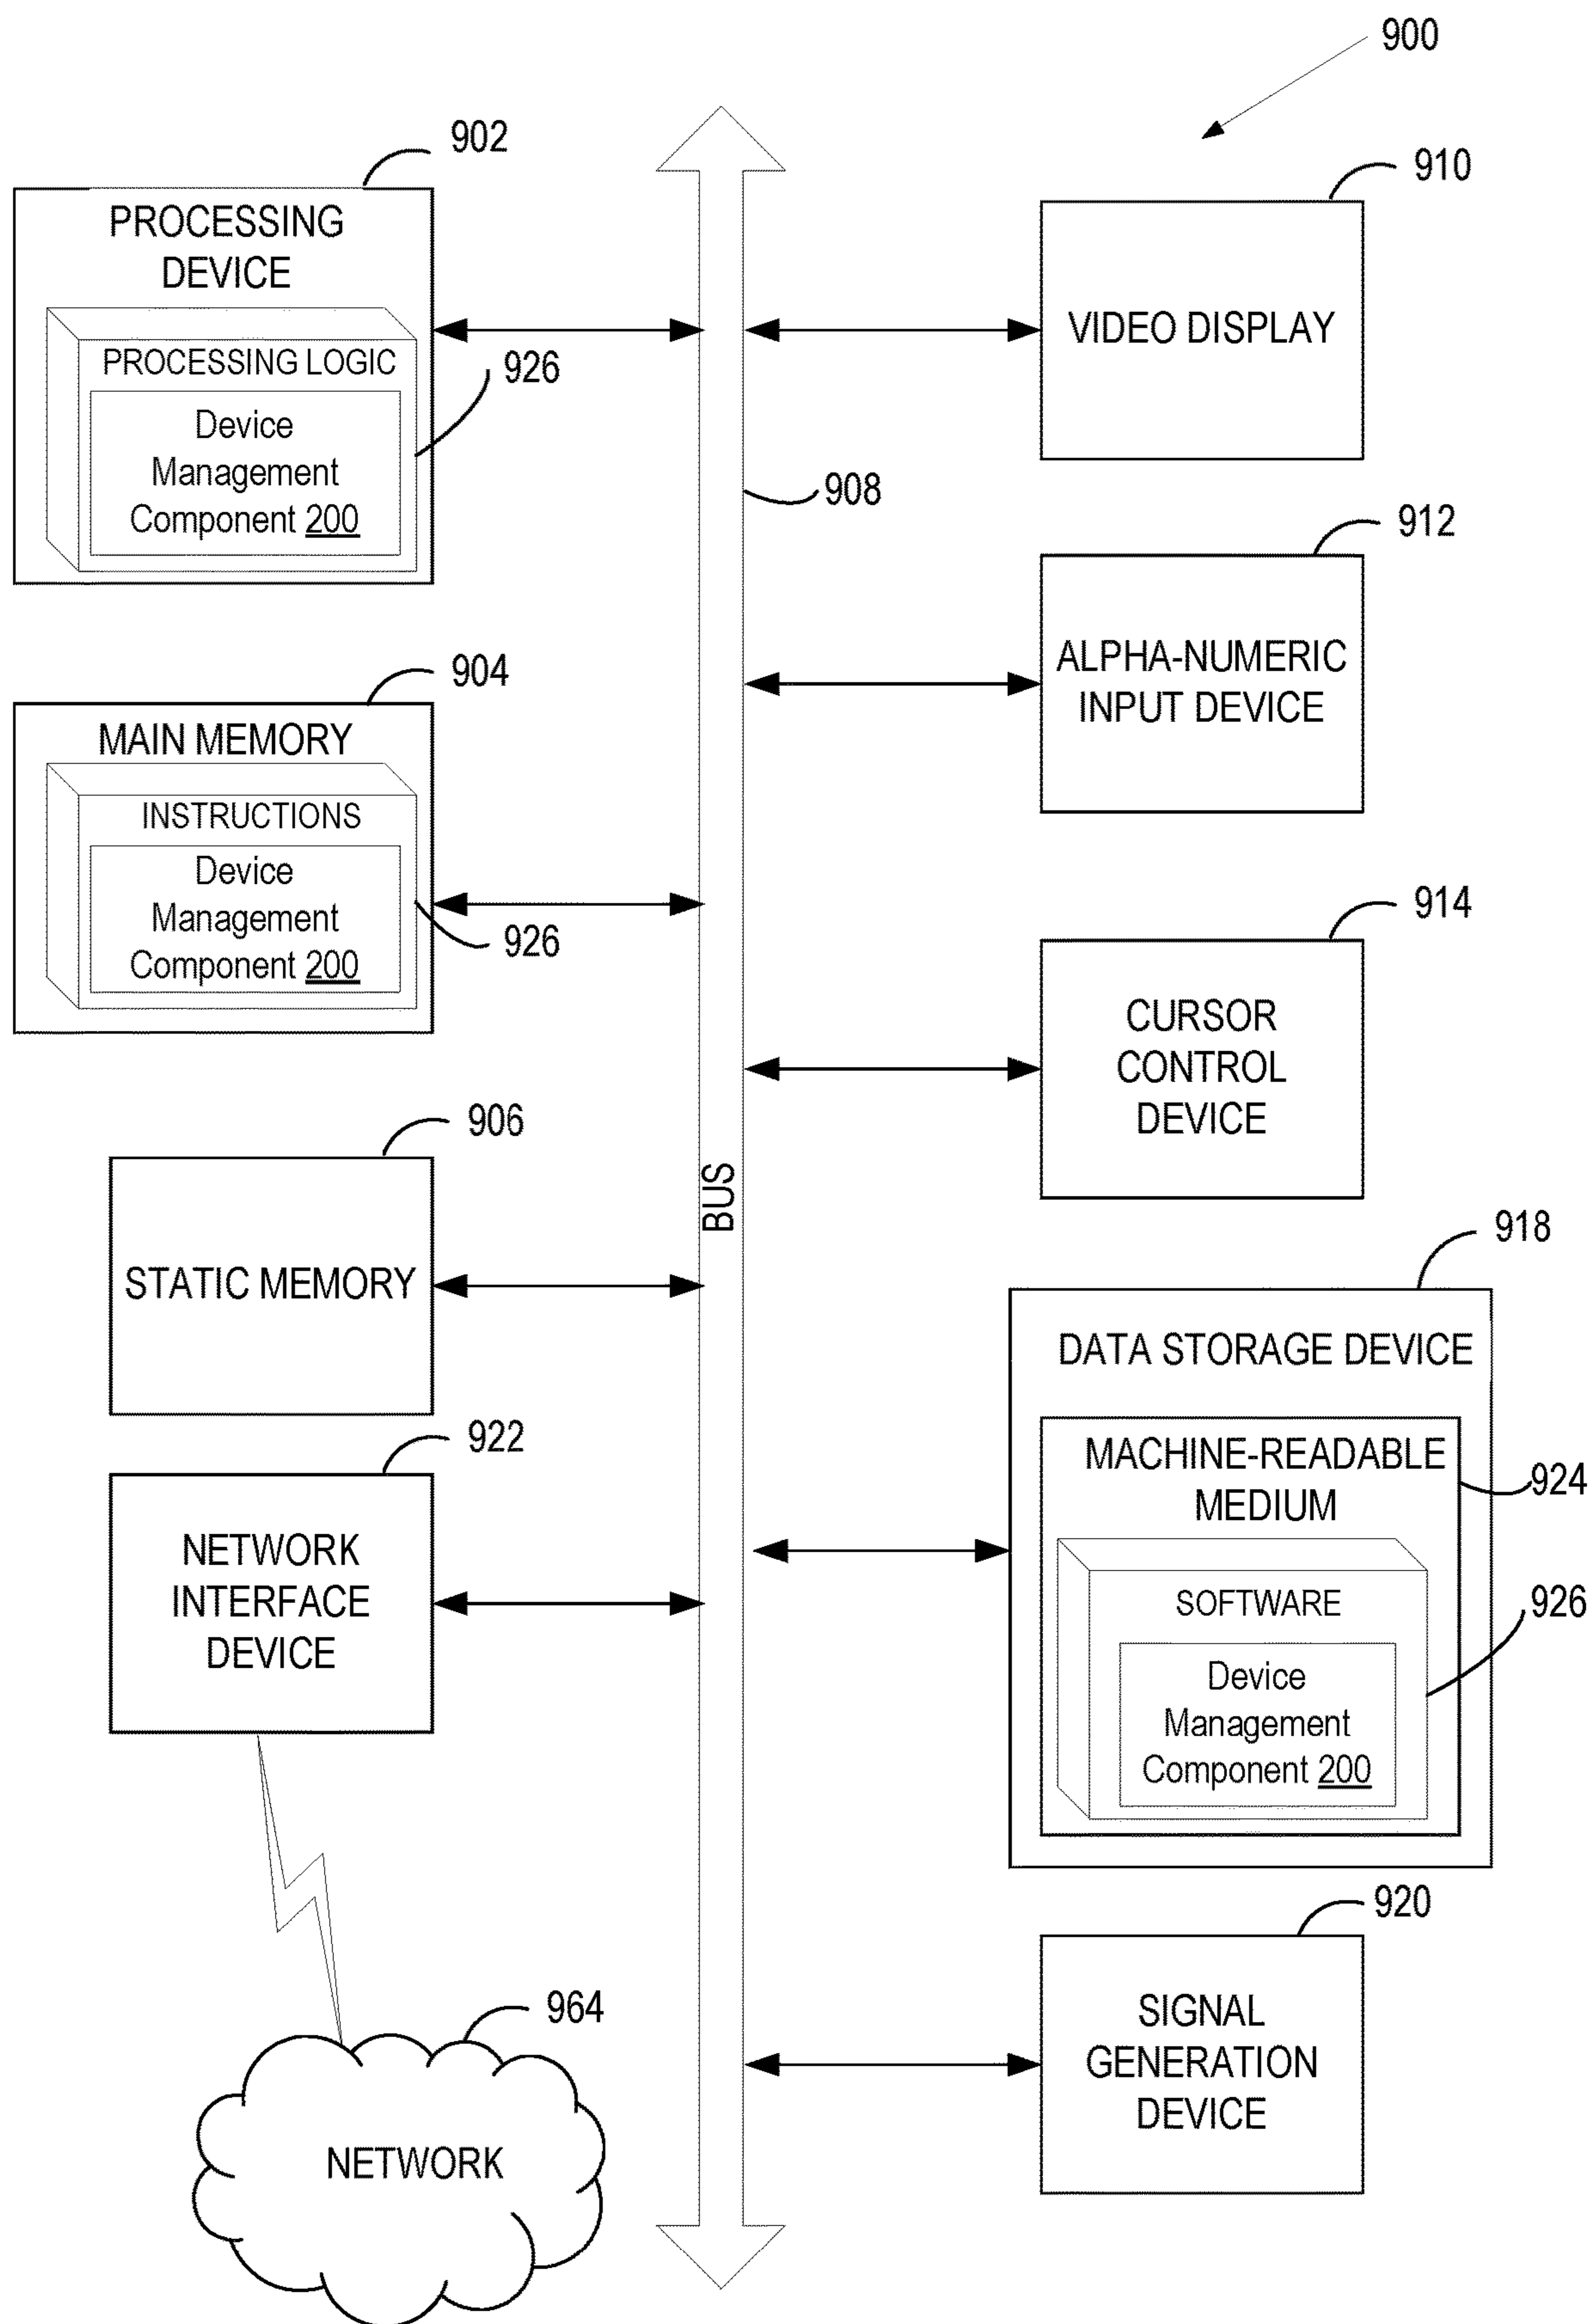 900
902
PROCESSING
DEVICE
PROCESSING LOGIC
Device
Management
Component 200
926
904
MAIN MEMORY
INSTRUCTIONS
Device
Management
Component 200
926
906
STATIC MEMORY
922
NETWORK
INTERFACE
DEVICE
964
NETWORK
908
BUS
910
VIDEO DISPLAY
912
ALPHA-NUMERIC
INPUT DEVICE
914
CURSOR
CONTROL
DEVICE
918
DATA STORAGE DEVICE
MACHINE-READABLE
MEDIUM
924
SOFTWARE
926
Device
Management
Component 200
920
SIGNAL
GENERATION
DEVICE